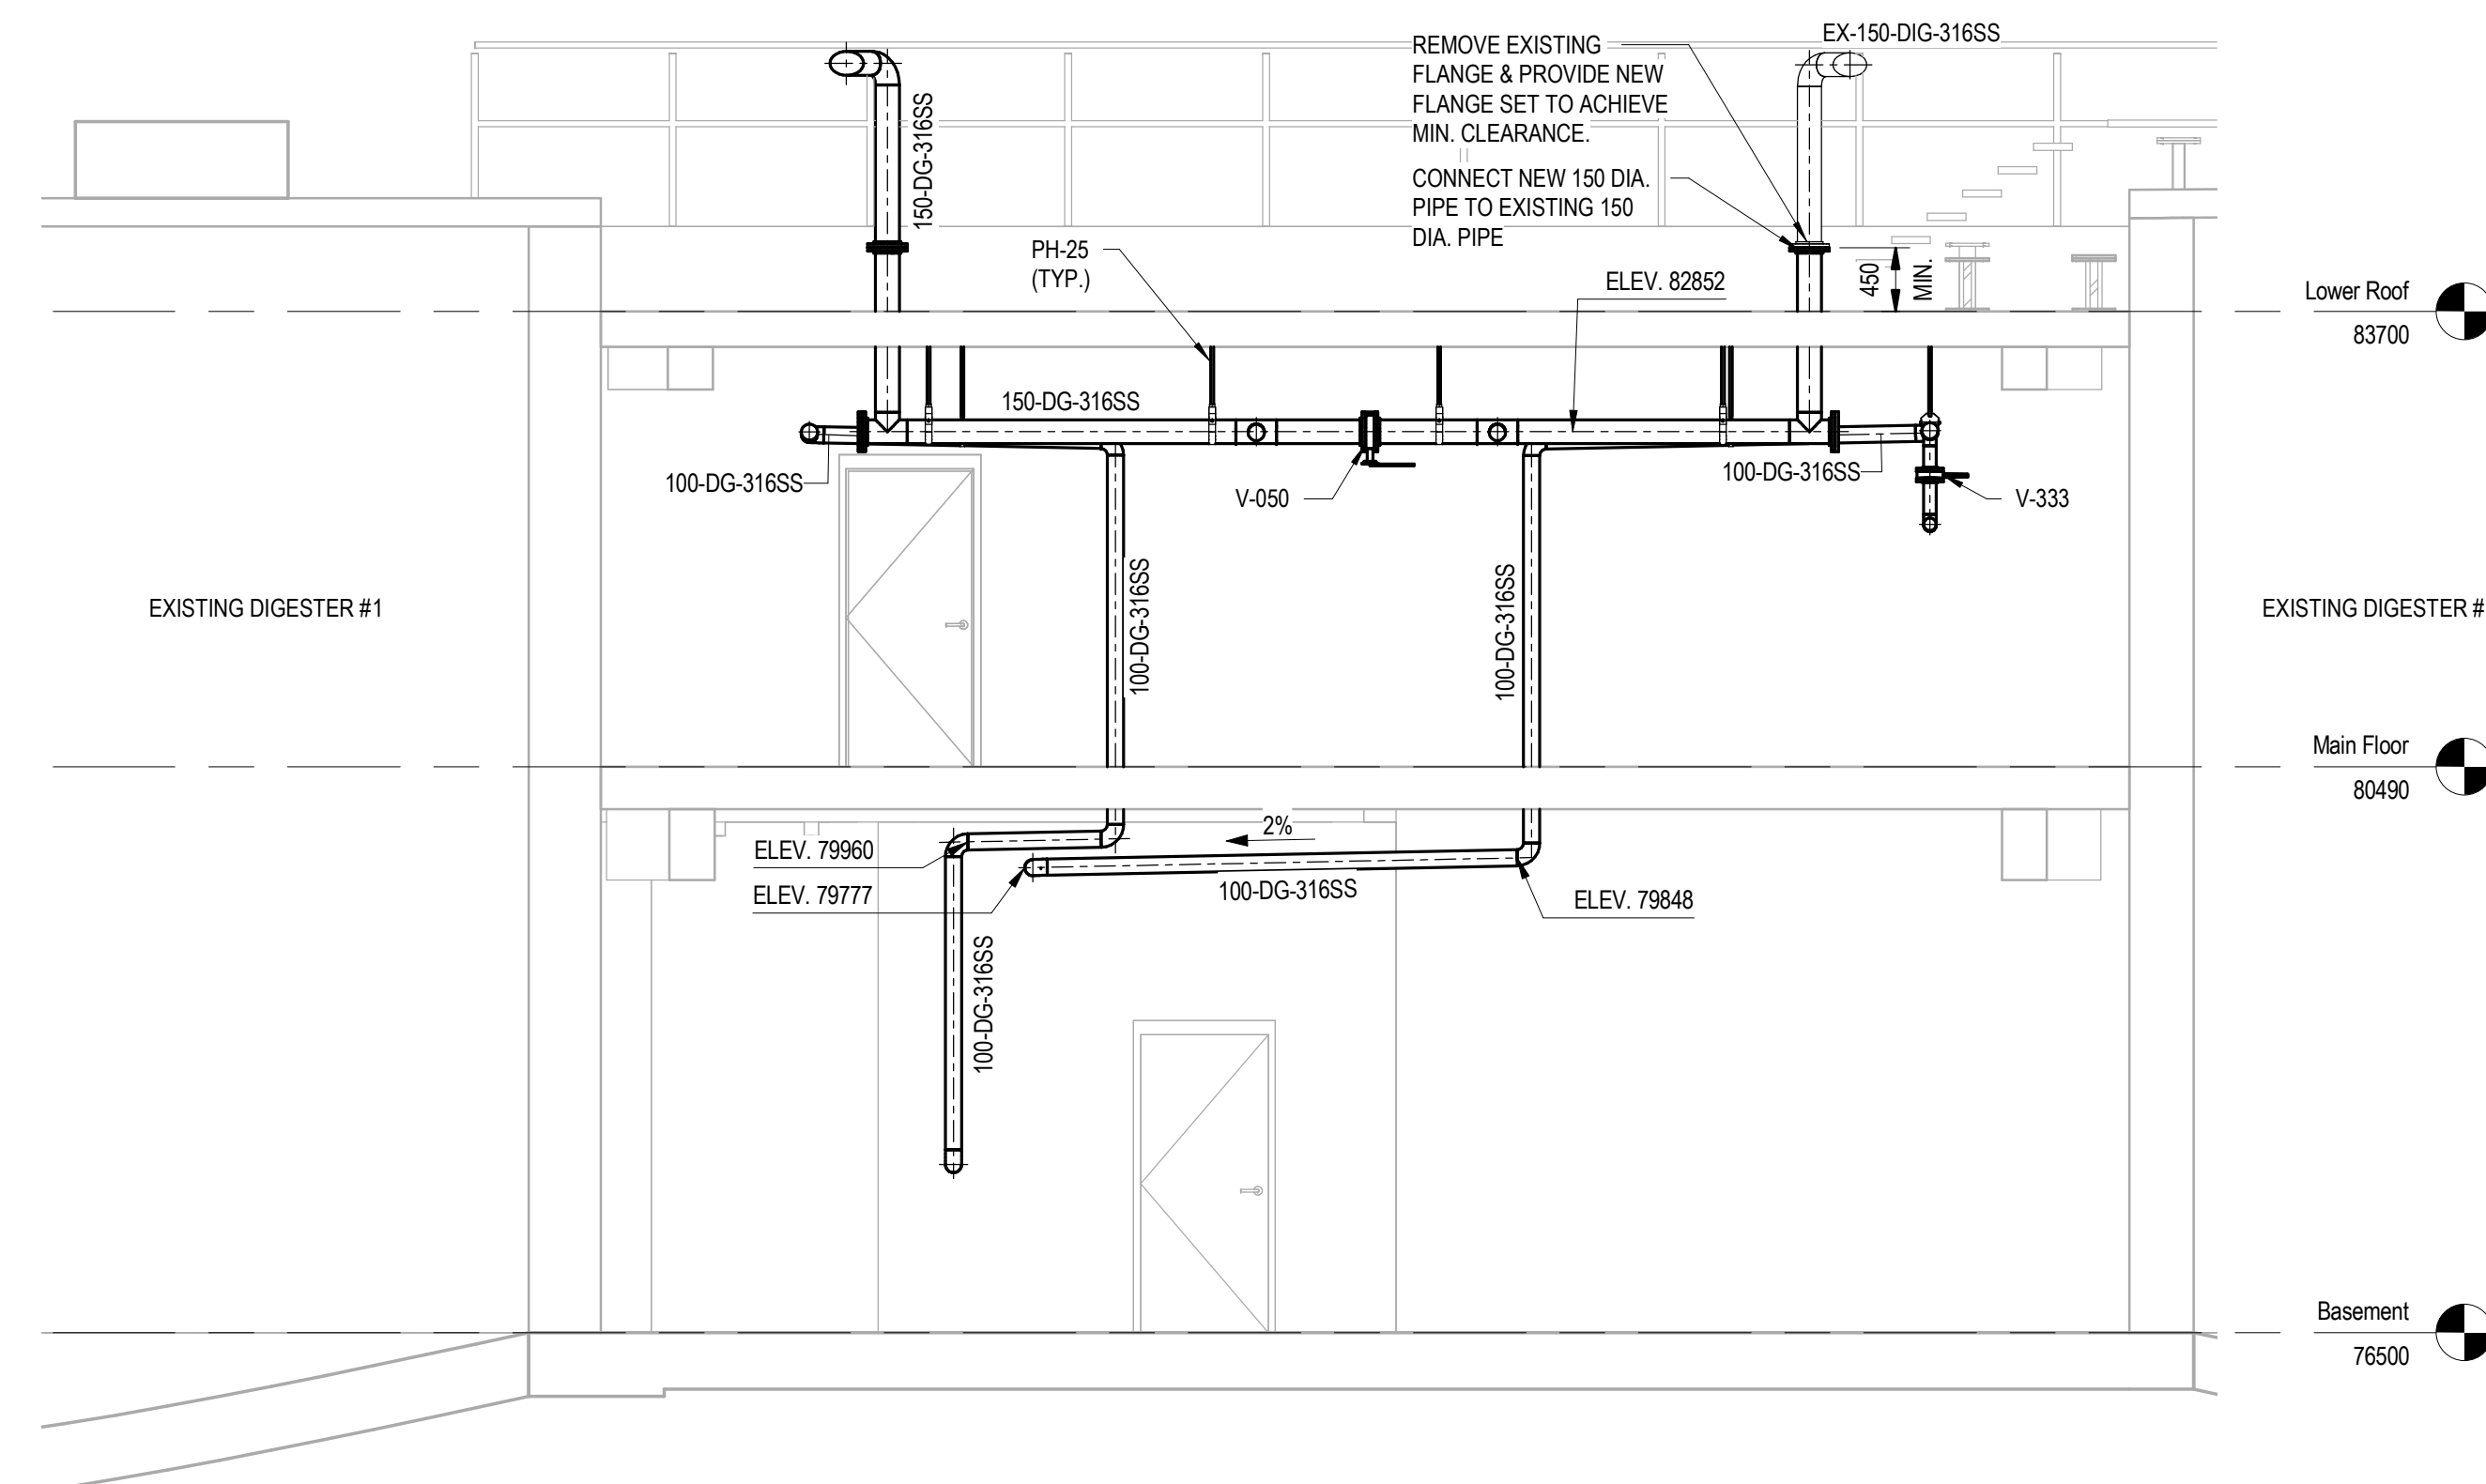 EX-150-DIG-316SS
REMOVE EXISTING
FLANGE & PROVIDE NEW
FLANGE SET TO ACHIEVE
MIN. CLEARANCE.
CONNECT NEW 150 DIA.
PIPE TO EXISTING 150
DIA. PIPE
150-DG-316SS
PH-25
(TYP.)
ELEV. 82852
450
MIN.
Lower Roof
83700
150-DG-316SS
100-DG-316SS
V-050
100-DG-316SS
V-333
EXISTING DIGESTER #1
100-DG-316SS
100-DG-316SS
EXISTING DIGESTER #
Main Floor
80490
2%
ELEV. 79960
ELEV. 79777
100-DG-316SS
ELEV. 79848
100-DG-316SS
Basement
76500